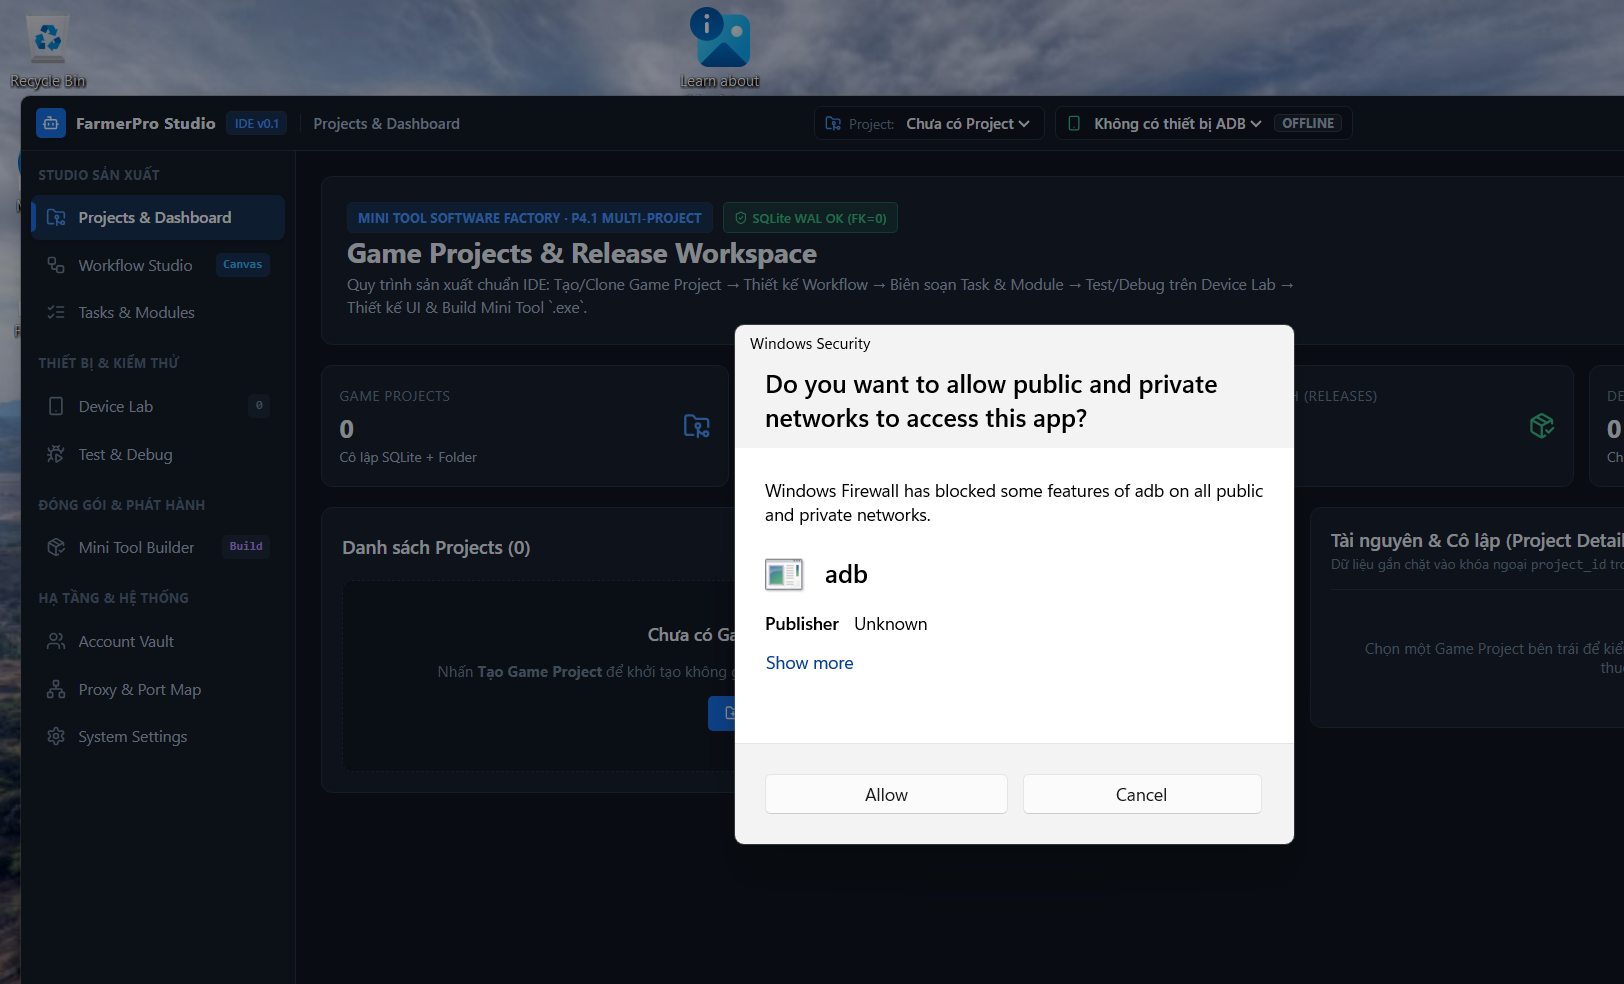 Recycle Bin
Learn about
FarmerPro Studio
IDE v0.1
Projects & Dashboard
Project: Chưa có Project
Không có thiết bị ADB
OFFLINE
STUDIO SẢN XUẤT
Projects & Dashboard
Workflow Studio
Canvas
Tasks & Modules
THIẾT BỊ & KIỂM THỬ
Device Lab
0
Test & Debug
ĐÓNG GÓI & PHÁT HÀNH
Mini Tool Builder
Build
HẠ TẦNG & HỆ THỐNG
Account Vault
Proxy & Port Map
System Settings
MINI TOOL SOFTWARE FACTORY · P4.1 MULTI-PROJECT
SQLite WAL OK (FK=0)
Game Projects & Release Workspace
Quy trình sản xuất chuẩn IDE: Tạo/Clone Game Project → Thiết kế Workflow → Biên soạn Task & Module → Test/Debug trên Device Lab →
Thiết kế UI & Build Mini Tool `.exe`.
GAME PROJECTS
0
Cô lập SQLite + Folder
(RELEASES)
0
Danh sách Projects (0)
Chưa có
Nhấn Tạo Game Project để khởi tạo không
Tài nguyên & Cô lập (Project Detail
Dữ liệu gắn chặt vào khóa ngoại project_id
Chọn một Game Project bên trái để
Windows Security
Do you want to allow public and private
networks to access this app?
Windows Firewall has blocked some features of adb on all public
and private networks.
adb
Publisher Unknown
Show more
Allow
Cancel